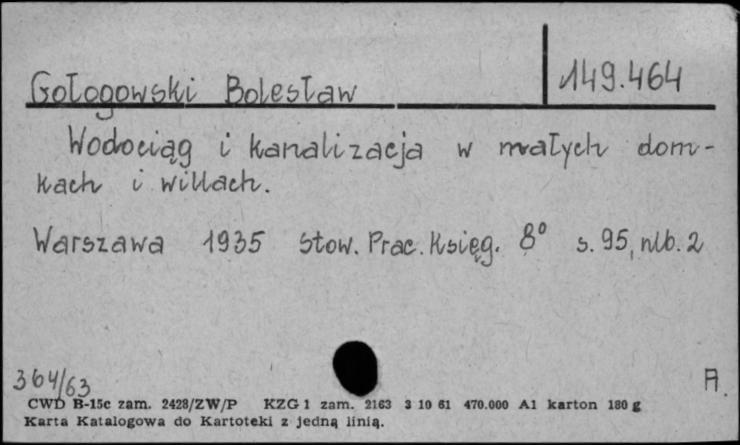 Gołogowski Bolesław 149.464
Wodociąg i kanalizacja w małych dom-
kach i willach.
Warszawa 1935 Stow. Prac. Księg. 8° s. 95, nlb. 2
364/63 A.
CWD B-15c zam. 2428/ZW/P KZG 1 zam. 2163 3 10 61 470.000 A1 karton 180 g
Karta Katalogowa do Kartoteki z jedną linią.